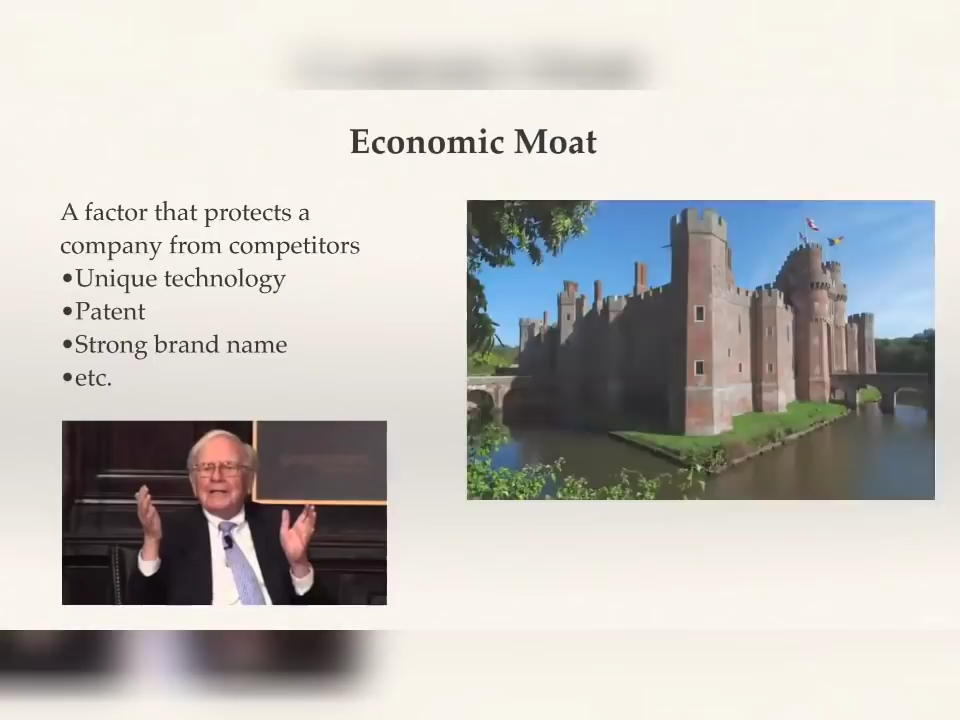 Economic Moat
A factor that protects a
company from competitors
•Unique technology
•Patent
•Strong brand name
•etc.